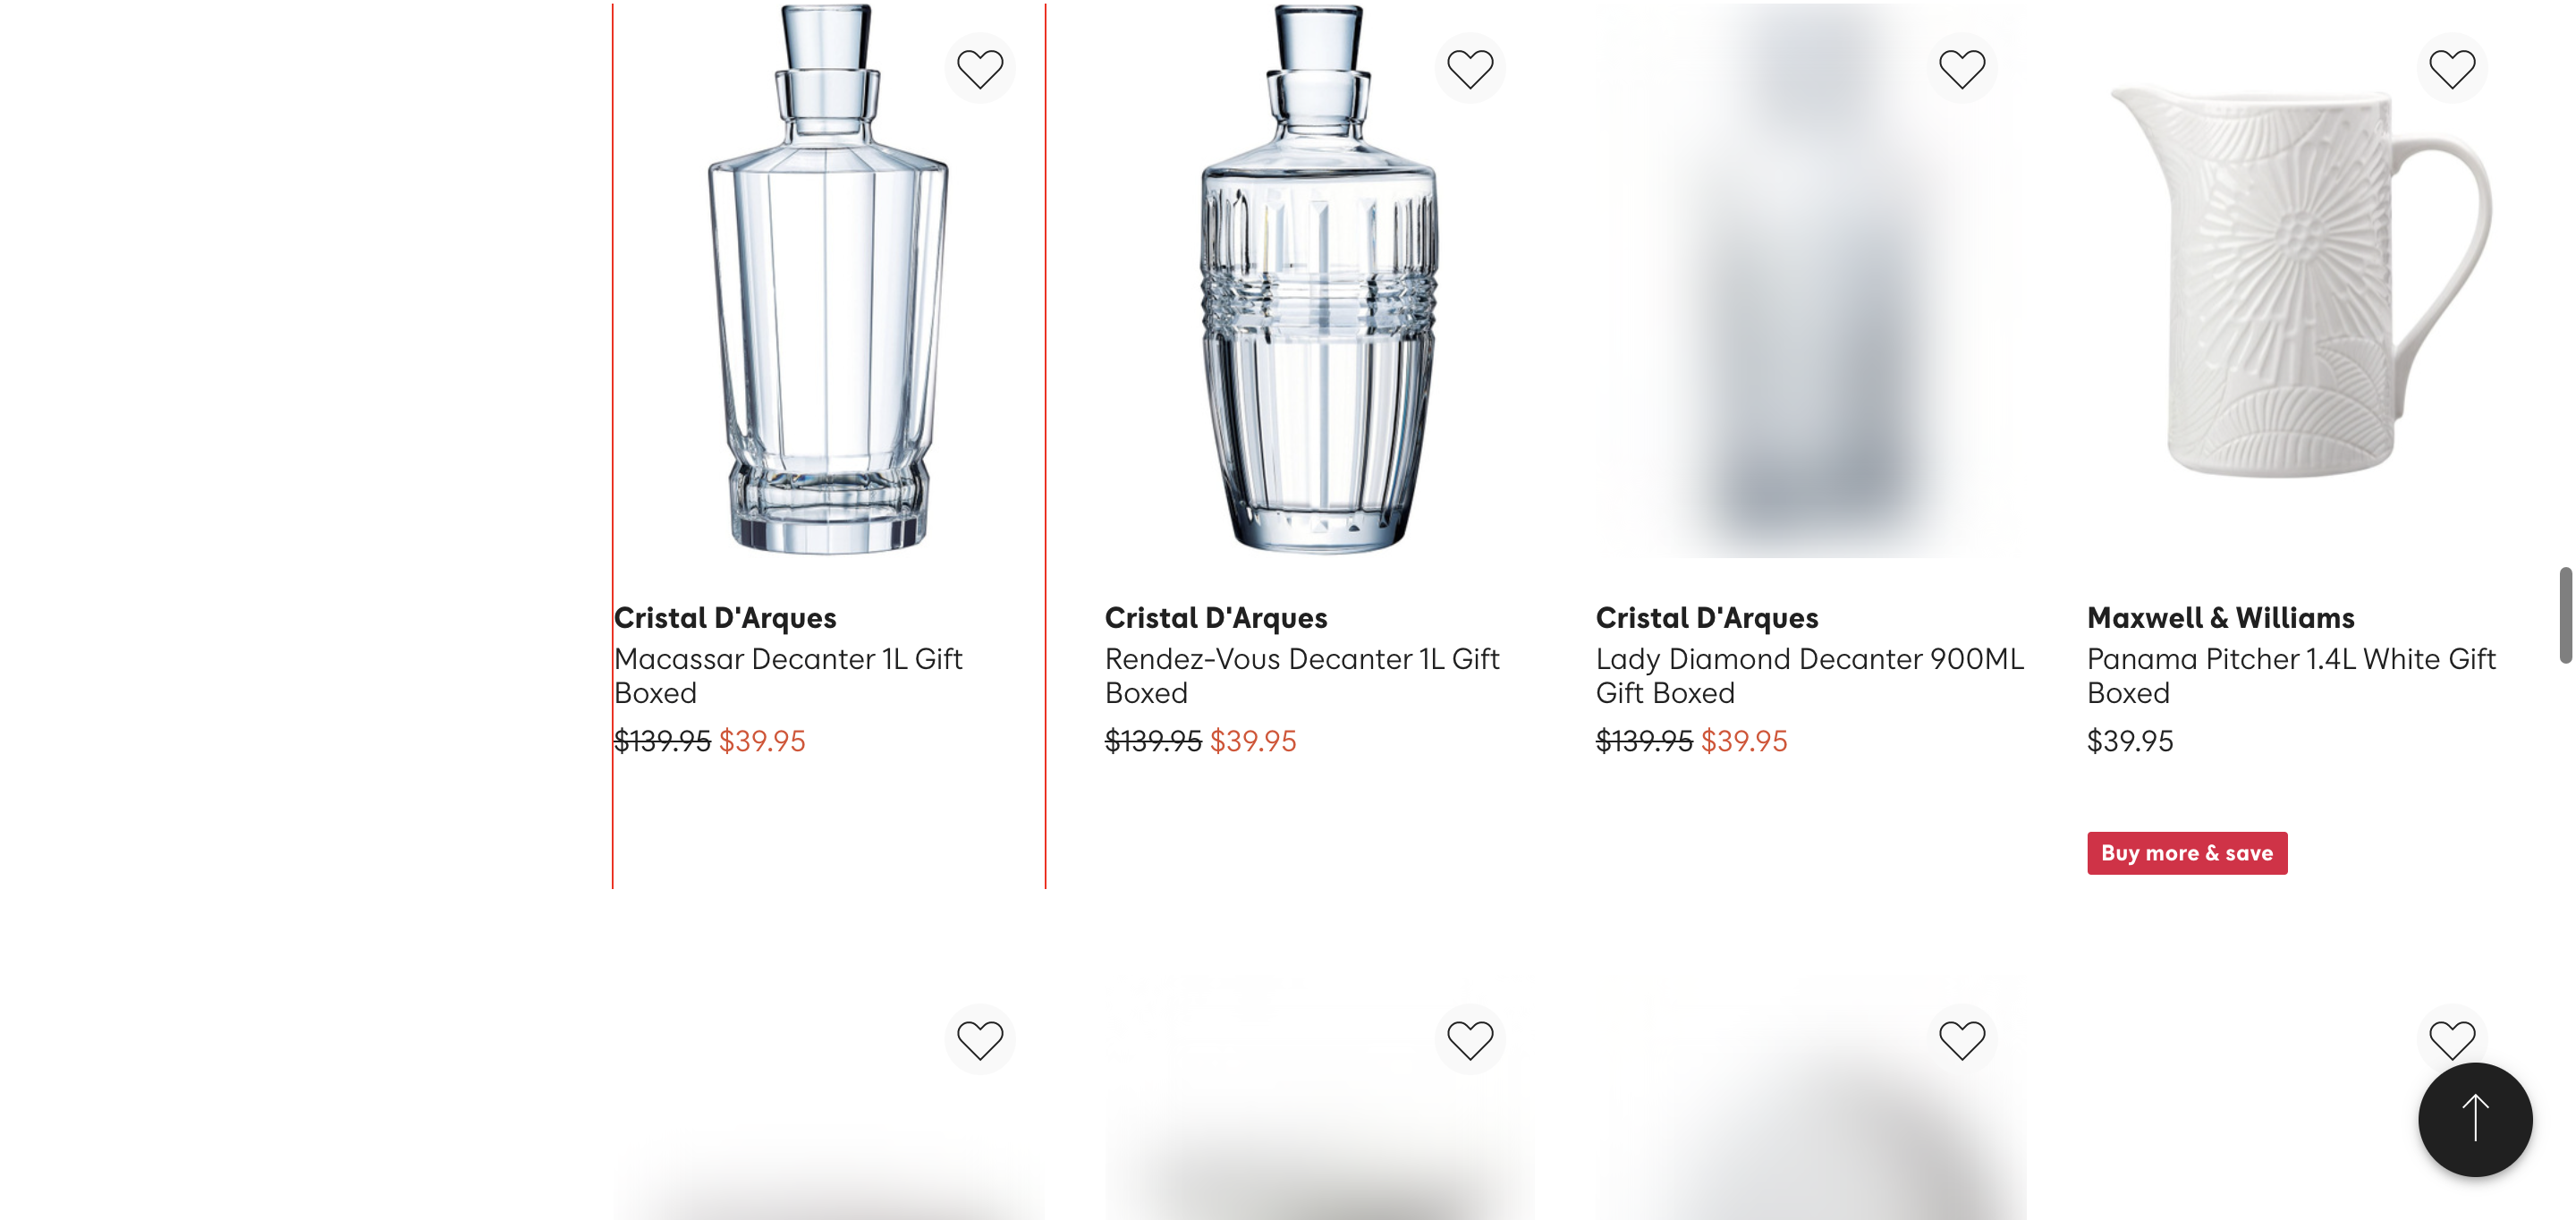 Cristal D'Arques
Macassar Decanter 1L Gift
Boxed
$139.95 $39.95
Cristal D'Arques
Rendez-Vous Decanter 1L Gift
Boxed
$139.95 $39.95
Cristal D'Arques
Lady Diamond Decanter 900ML
Gift Boxed
$139.95 $39.95
Maxwell & Williams
Panama Pitcher 1.4L White Gift
Boxed
$39.95
Buy more & save